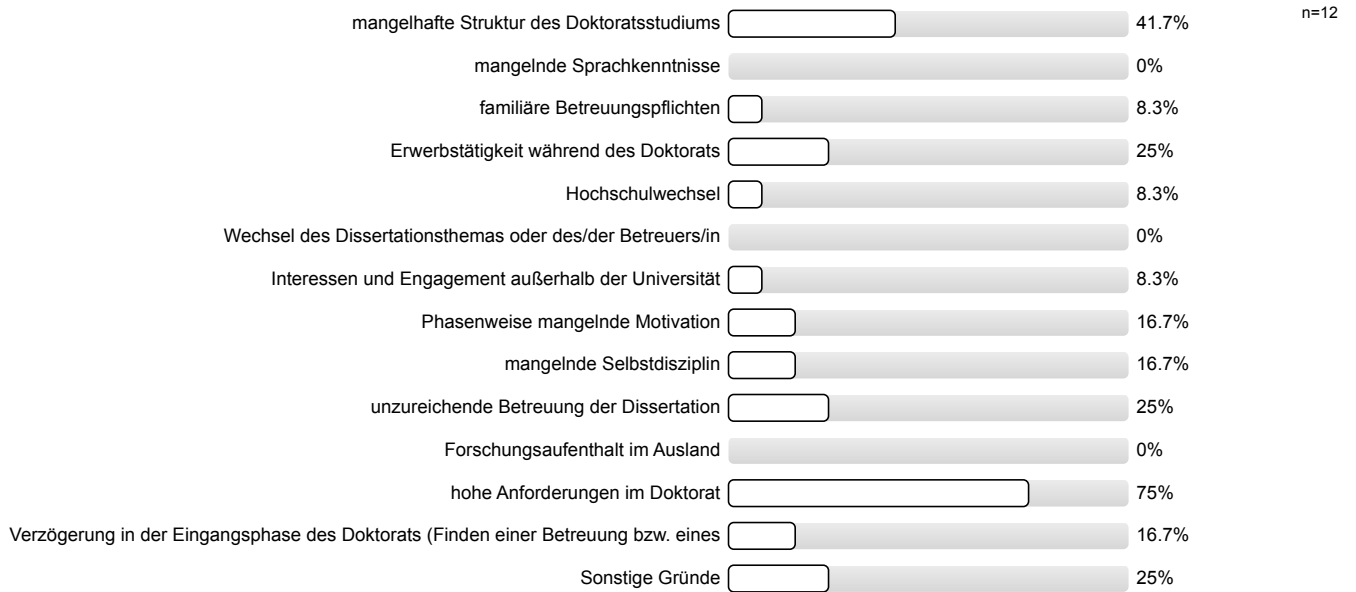 n=12
mangelhafte Struktur des Doktoratsstudiums 41.7%
mangelnde Sprachkenntnisse 0%
familiäre Betreuungspflichten 8.3%
Erwerbstätigkeit während des Doktorats 25%
Hochschulwechsel 8.3%
Wechsel des Dissertationsthemas oder des/der Betreuers/in 0%
Interessen und Engagement außerhalb der Universität 8.3%
Phasenweise mangelnde Motivation 16.7%
mangelnde Selbstdisziplin 16.7%
unzureichende Betreuung der Dissertation 25%
Forschungsaufenthalt im Ausland 0%
hohe Anforderungen im Doktorat 75%
Verzögerung in der Eingangsphase des Doktorats (Finden einer Betreuung bzw. eines 16.7%
Sonstige Gründe 25%